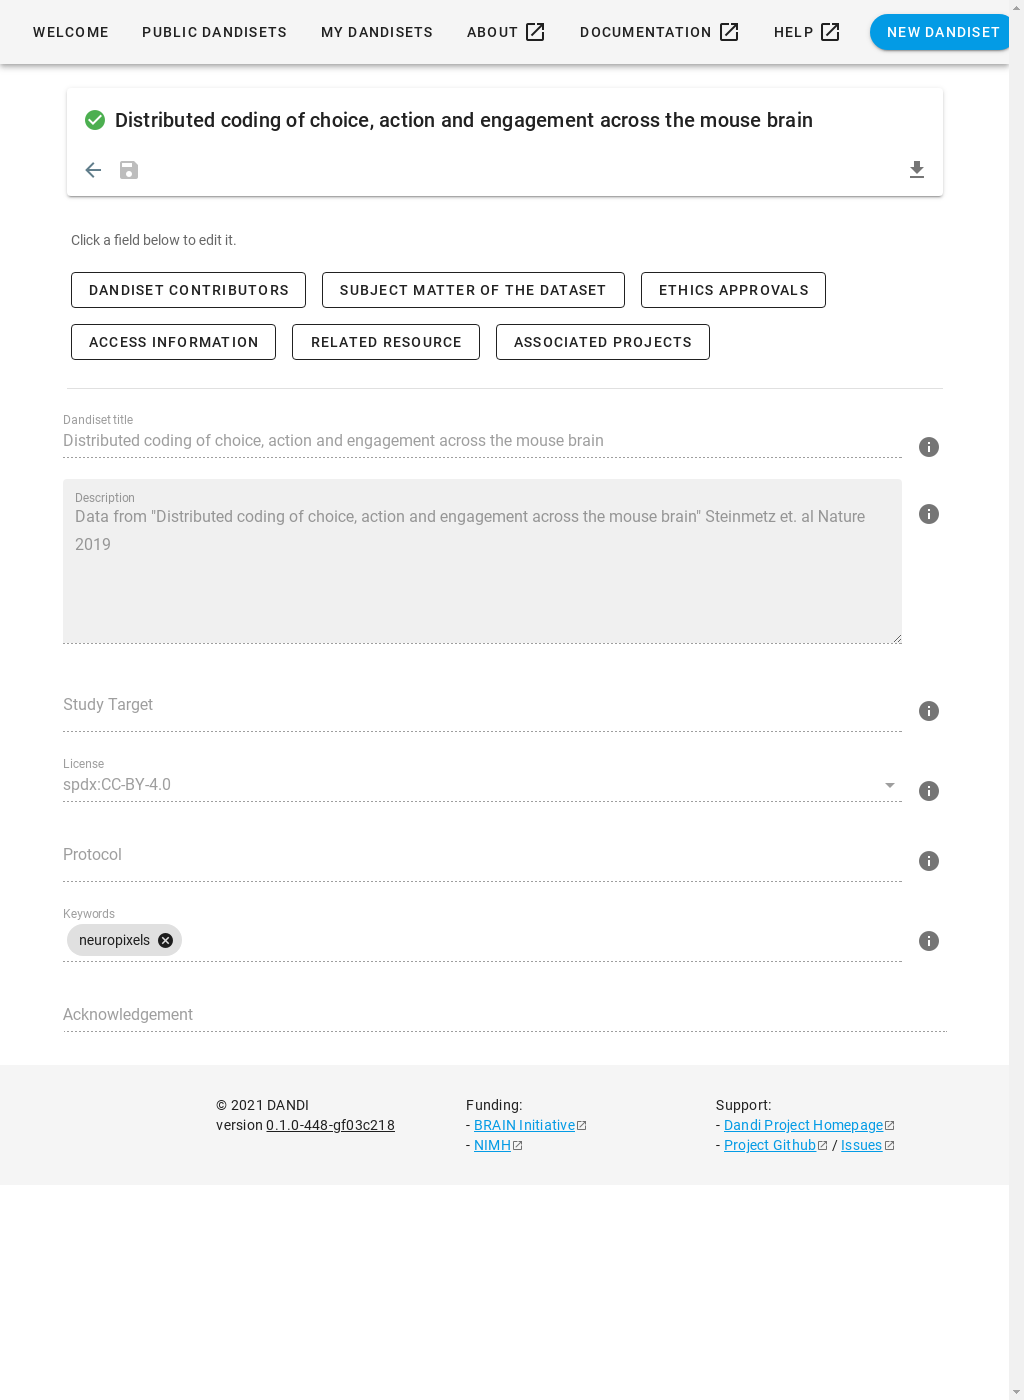 WELCOME PUBLIC DANDISETS MY DANDISETS ABOUT DOCUMENTATION HELP NEW DANDISET
Distributed coding of choice, action and engagement across the mouse brain
Click a field below to edit it.
DANDISET CONTRIBUTORS SUBJECT MATTER OF THE DATASET ETHICS APPROVALS
ACCESS INFORMATION RELATED RESOURCE ASSOCIATED PROJECTS
Dandiset title
Distributed coding of choice, action and engagement across the mouse brain
Description
Data from "Distributed coding of choice, action and engagement across the mouse brain" Steinmetz et. al Nature
2019
Study Target
License
spdx:CC-BY-4.0
Protocol
Keywords
neuropixels
Acknowledgement
© 2021 DANDI
version 0.1.0-448-gf03c218
Funding:
- BRAIN Initiative
- NIMH
Support:
- Dandi Project Homepage
- Project Github / Issues